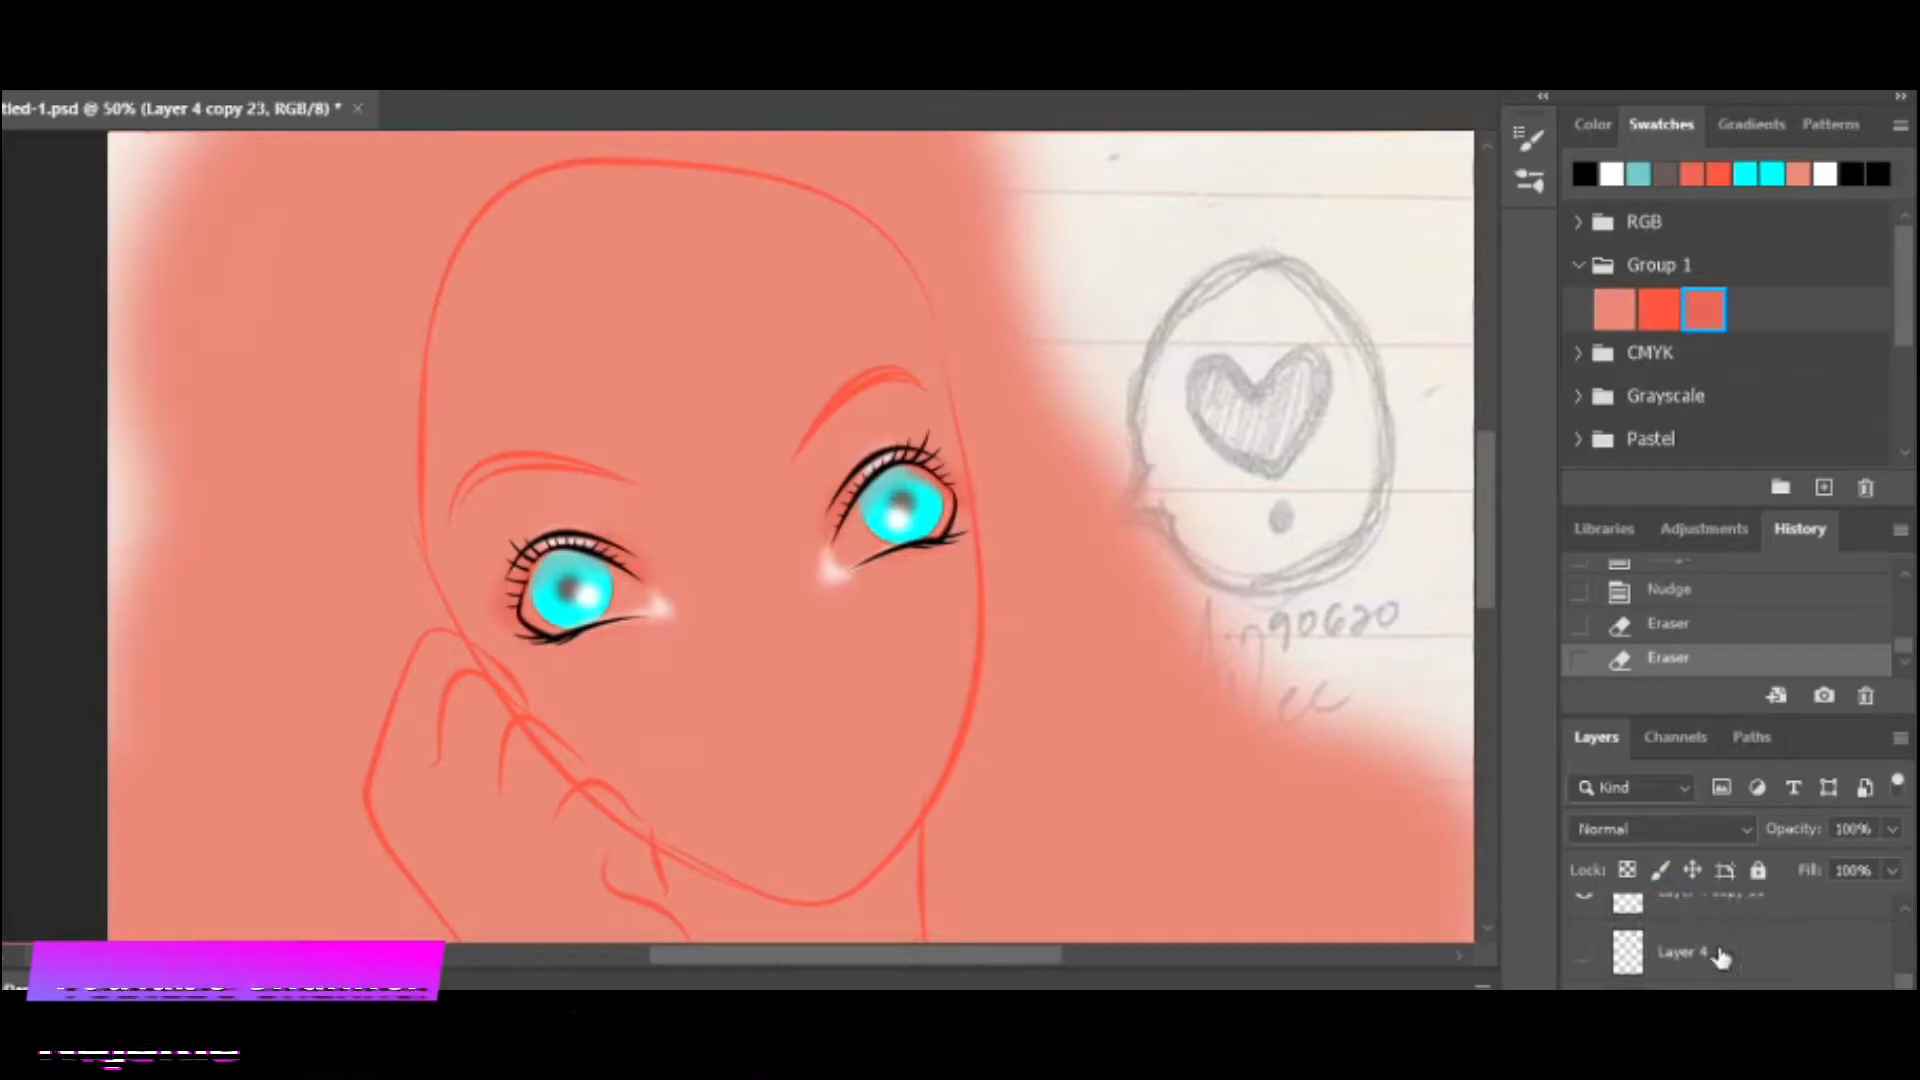 tled-1.psd @ 50% (Layer 4 copy 23, RGB/8) * ×
Color Swatches Gradients Patterns
RGB
Group 1
CMYK
Grayscale
Pastel
Libraries Adjustments History
Nudge
Eraser
Eraser
Layers Channels Paths
Kind
Normal Opacity: 100%
Lock: Fill: 100%
Layer 4